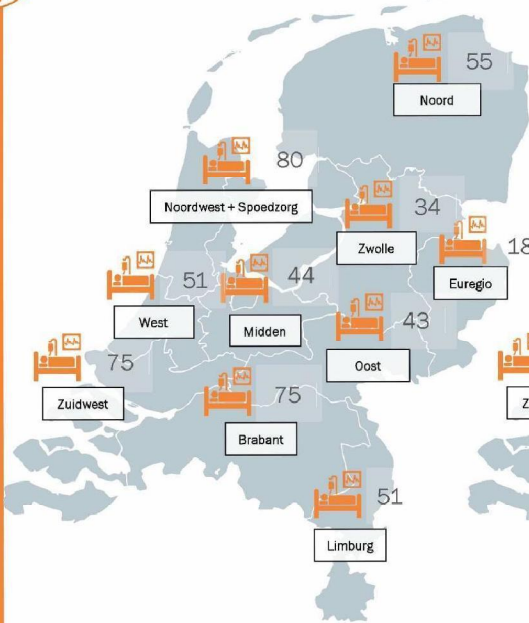 55
Noord
80
Noordwest + Spoedzorg
34
Zwolle
18
Euregio
51
West
44
Midden
43
Oost
75
Zuidwest
75
Brabant
51
Limburg
Z